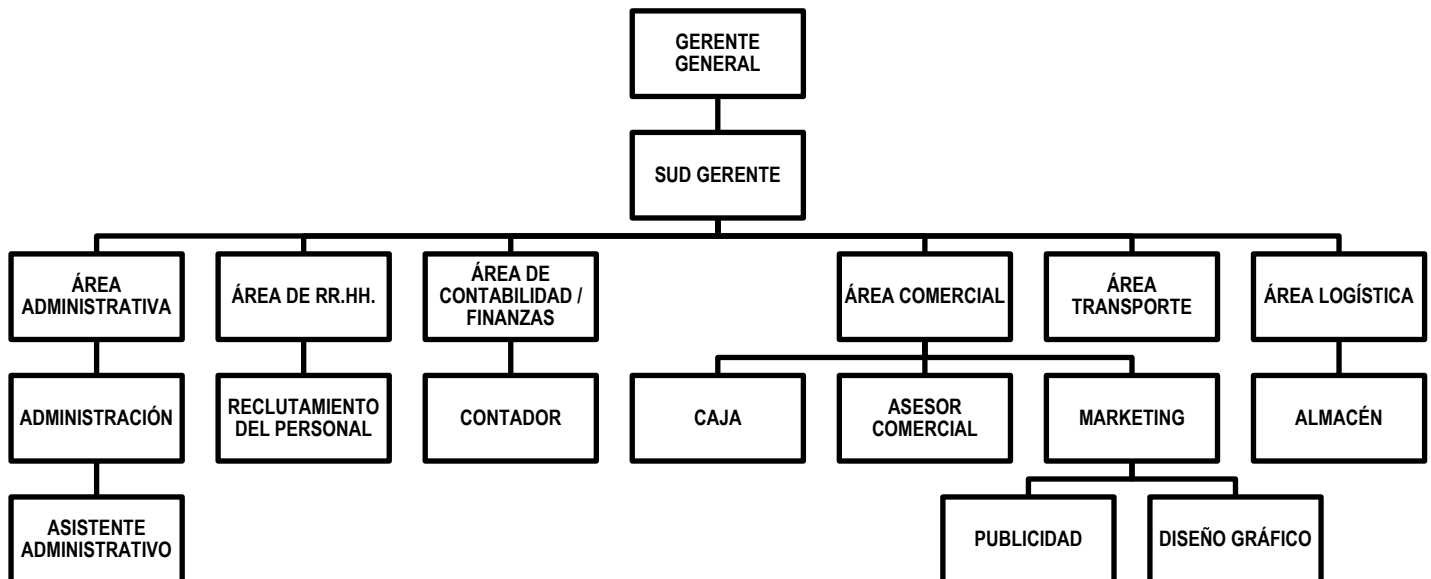 GERENTE
GENERAL
SUD GERENTE
ÁREA
ADMINISTRATIVA
ÁREA DE RR.HH.
ÁREA DE
CONTABILIDAD /
FINANZAS
ÁREA COMERCIAL
ÁREA
TRANSPORTE
ÁREA LOGÍSTICA
ADMINISTRACIÓN
RECLUTAMIENTO
DEL PERSONAL
CONTADOR
CAJA
ASESOR
COMERCIAL
MARKETING
ALMACÉN
ASISTENTE
ADMINISTRATIVO
PUBLICIDAD
DISEÑO GRÁFICO